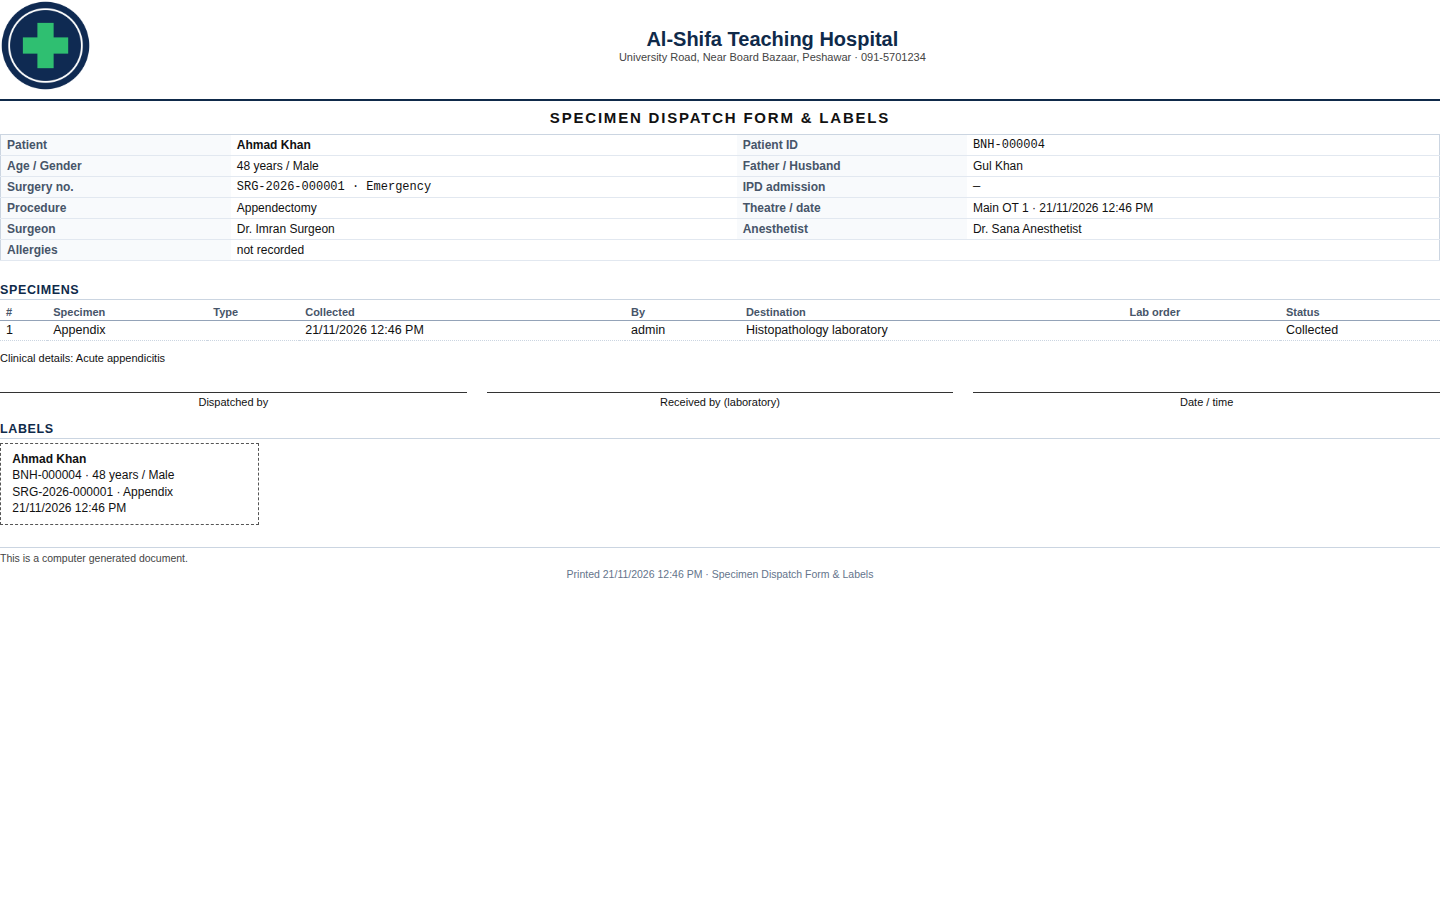 Al-Shifa Teaching Hospital
University Road, Near Board Bazaar, Peshawar · 091-5701234
SPECIMEN DISPATCH FORM & LABELS
Patient Ahmad Khan Patient ID BNH-000004
Age / Gender 48 years / Male Father / Husband Gul Khan
Surgery no. SRG-2026-000001 · Emergency IPD admission —
Procedure Appendectomy Theatre / date Main OT 1 · 21/11/2026 12:46 PM
Surgeon Dr. Imran Surgeon Anesthetist Dr. Sana Anesthetist
Allergies not recorded
SPECIMENS
# Specimen Type Collected By Destination Lab order Status
1 Appendix 21/11/2026 12:46 PM admin Histopathology laboratory Collected
Clinical details: Acute appendicitis
Dispatched by Received by (laboratory) Date / time
LABELS
Ahmad Khan
BNH-000004 · 48 years / Male
SRG-2026-000001 · Appendix
21/11/2026 12:46 PM
This is a computer generated document.
Printed 21/11/2026 12:46 PM · Specimen Dispatch Form & Labels